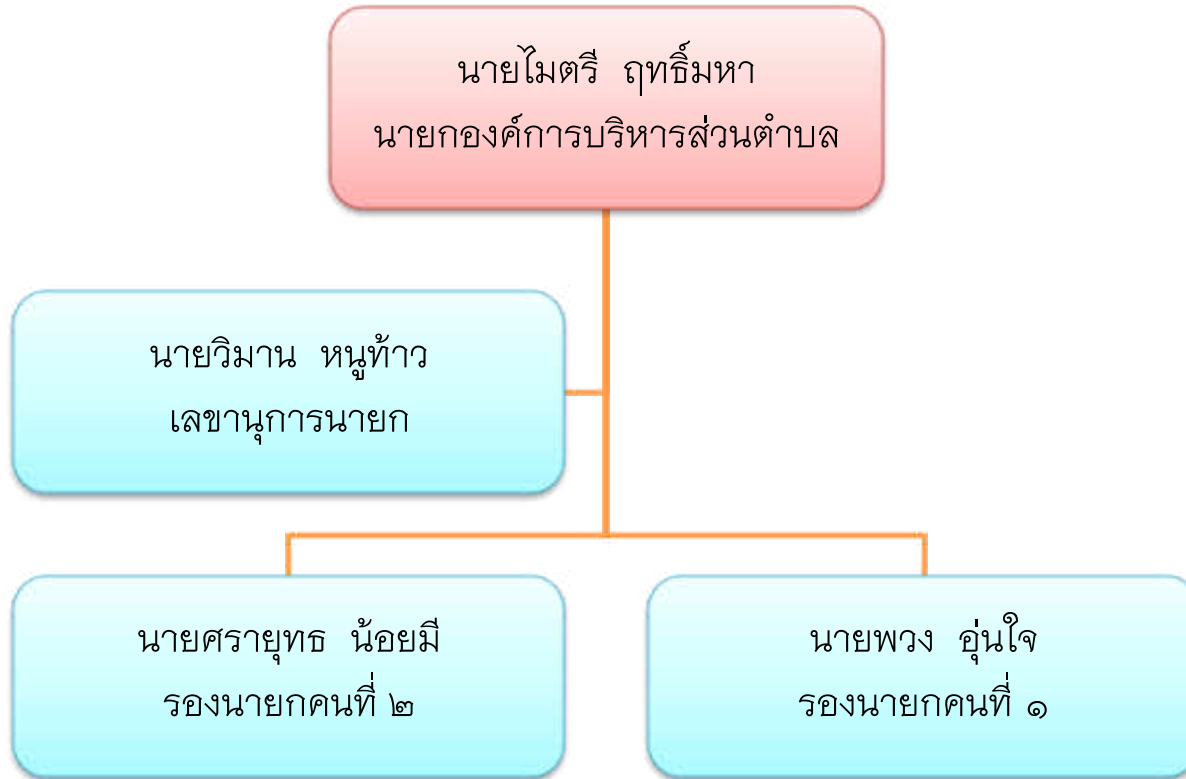 นายไมตรี ฤทธิ์มหา
นายกองค์การบริหารส่วนตำบล
นายวิมาน หนูท้าว
เลขานุการนายก
นายศรายุทธ น้อยมี
รองนายกคนที่ ๒
นายพวง อุ่นใจ
รองนายกคนที่ ๑